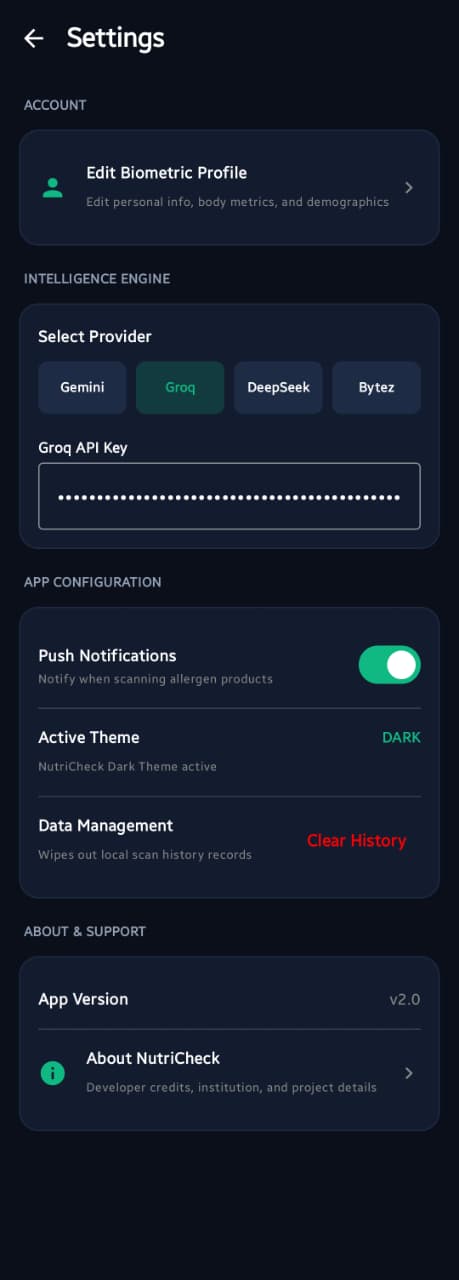 Settings
ACCOUNT
Edit Biometric Profile
Edit personal info, body metrics, and demographics
INTELLIGENCE ENGINE
Select Provider
Gemini Groq DeepSeek Bytez
Groq API Key
••••••••••••••••••••••••••••••••••••••••••••
APP CONFIGURATION
Push Notifications
Notify when scanning allergen products
Active Theme DARK
NutriCheck Dark Theme active
Data Management
Clear History
Wipes out local scan history records
ABOUT & SUPPORT
App Version v2.0
About NutriCheck
Developer credits, institution, and project details